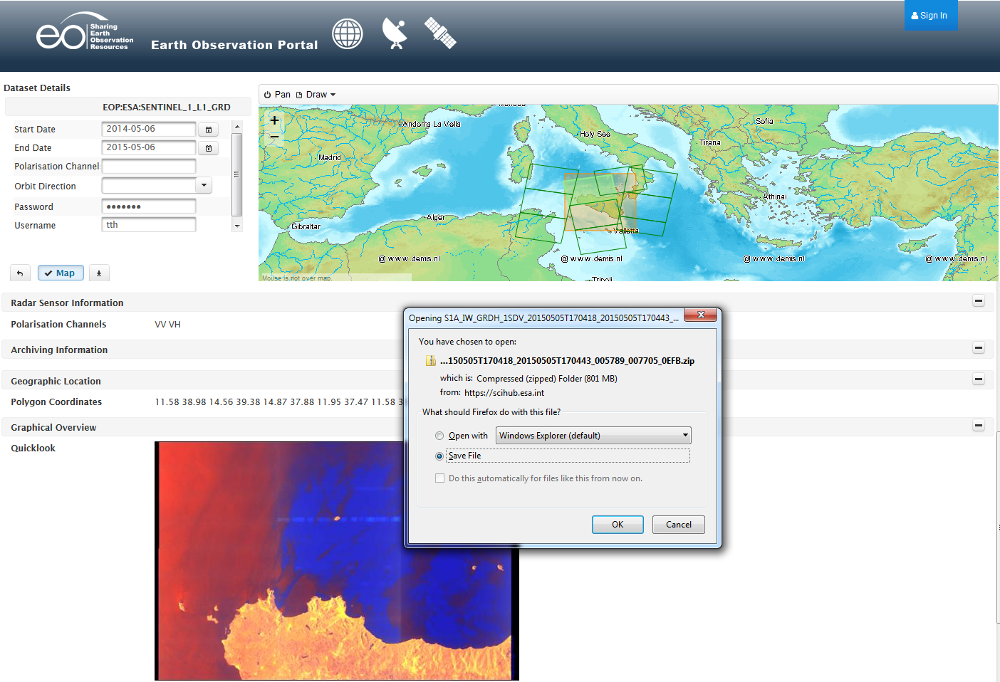 Sign In
eo
Sharing
Earth
Observation
Resources
Earth Observation Portal
Dataset Details
EOP:ESA:SENTINEL_1_L1_GRD
Start Date 2014-05-06
End Date 2015-05-06
Polarisation Channel
Orbit Direction
Password •••••••
Username tth
Map
Pan Draw
+
−
Andorra La Vella
Holy See
Sofia
Tirana
Madrid
Athinai
Alger
Gibraltar
Valletta
@ www.demis.nl @ www.demis.nl @ www.demis.nl @ www.demis.nl
Mouse is not over map.
Tripoli
Radar Sensor Information
Polarisation Channels VV VH
Archiving Information
Geographic Location
Polygon Coordinates 11.58 38.98 14.56 39.38 14.87 37.88 11.95 37.47 11.58
Graphical Overview
Quicklook
Opening S1A_IW_GRDH_1SDV_20150505T170418_20150505T170443_...
You have chosen to open:
...150505T170418_20150505T170443_005789_007705_0EFB.zip
which is: Compressed (zipped) Folder (801 MB)
from: https://scihub.esa.int
What should Firefox do with this file?
Open with Windows Explorer (default)
Save File
Do this automatically for files like this from now on.
OK Cancel